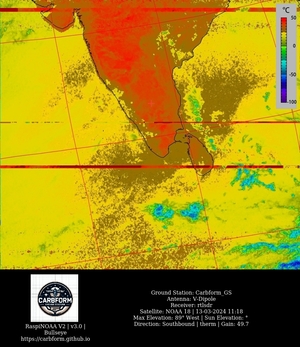 °C
50
0
-50
-100
CARBFORM
RaspiNOAA V2 | v3.0 |
Bullseye
https://carbform.github.io
Ground Station: Carbform_GS
Antenna: V-Dipole
Receiver: rtlsdr
Satellite: NOAA 18 | 13-03-2024 11:18
Max Elevation: 89° West | Sun Elevation: °
Direction: Southbound | therm | Gain: 49.7